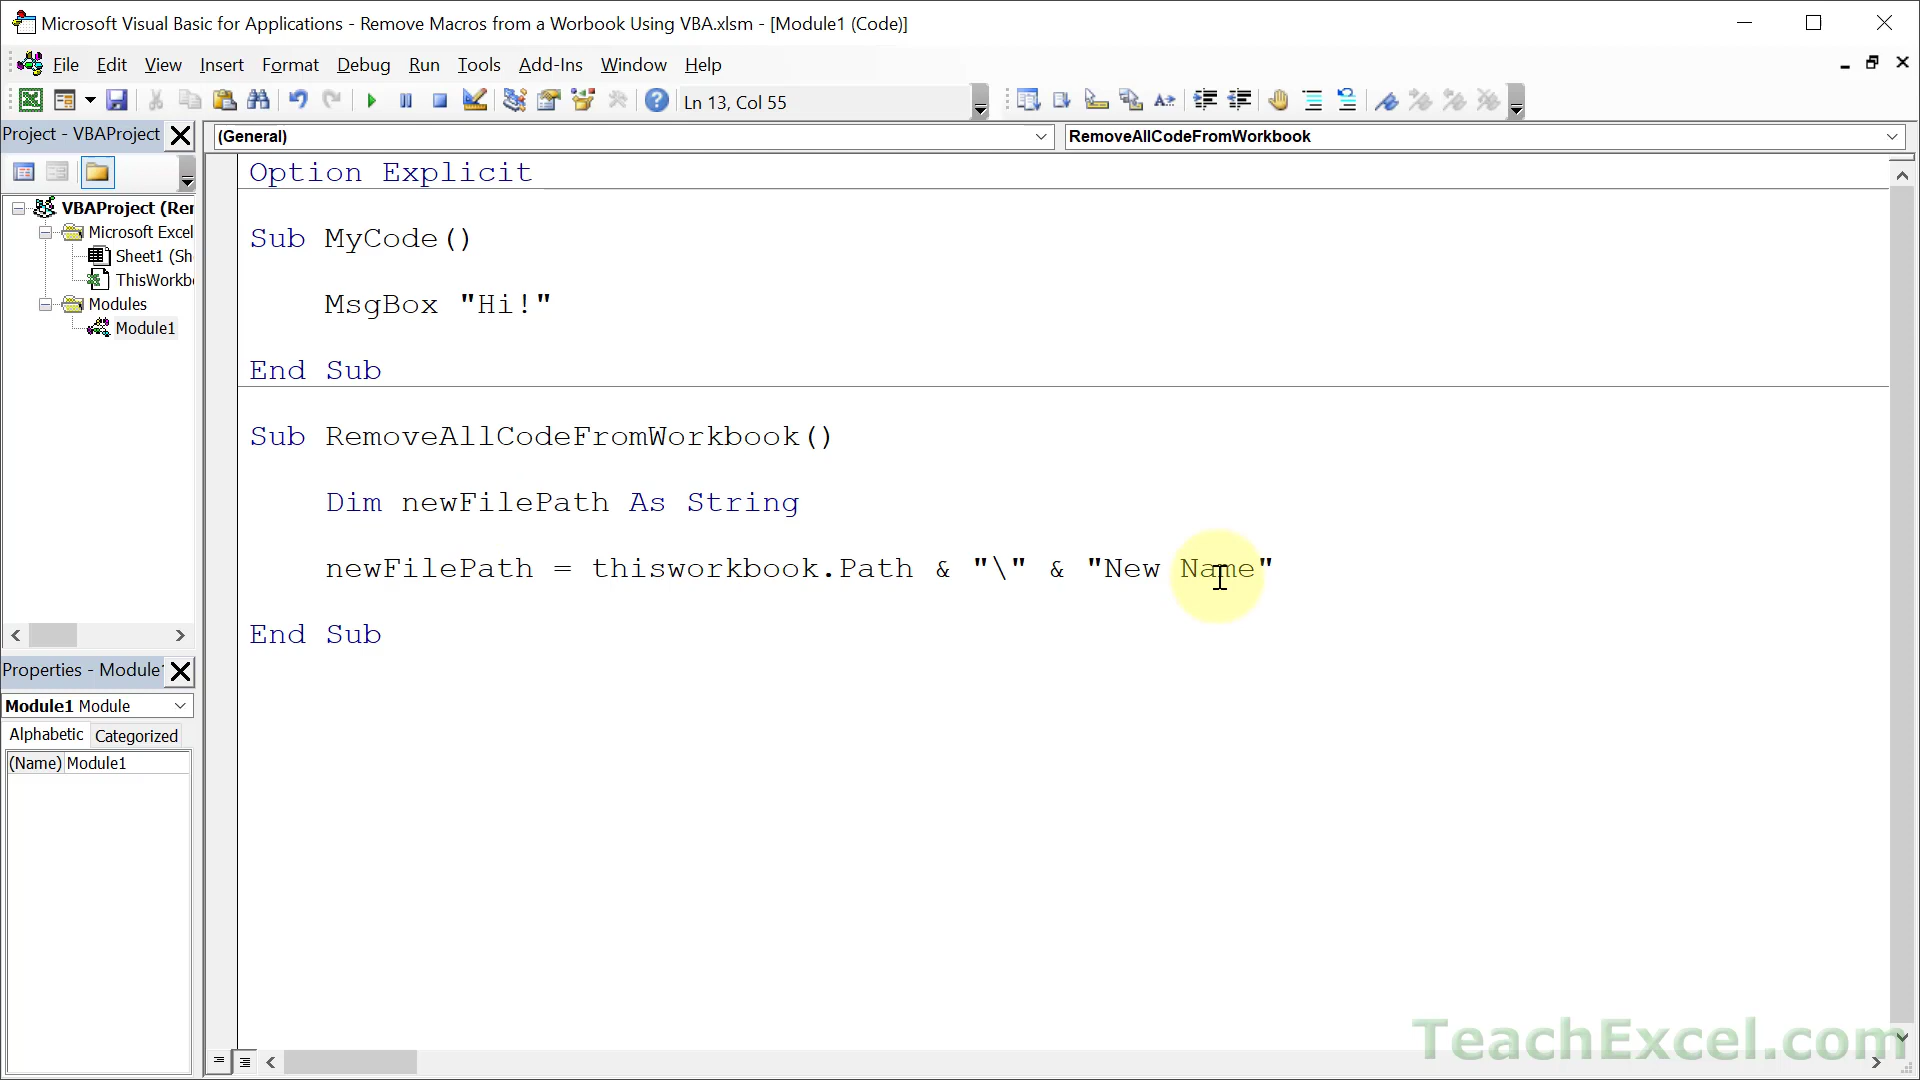 Microsoft Visual Basic for Applications - Remove Macros from a Worbook Using VBA.xlsm - [Module1 (Code)]
File Edit View Insert Format Debug Run Tools Add-Ins Window Help
Ln 13, Col 55
Project - VBAProject
(General)
RemoveAllCodeFromWorkbook
VBAProject (Rer
Microsoft Excel
Sheet1 (Sh
ThisWorkb
Modules
Module1
Option Explicit
Sub MyCode()
MsgBox "Hi!"
End Sub
Sub RemoveAllCodeFromWorkbook()
Dim newFilePath As String
newFilePath = thisworkbook.Path & "\" & "New Name"
End Sub
Properties - Module1
Module1 Module
Alphabetic Categorized
(Name) Module1
TeachExcel.com